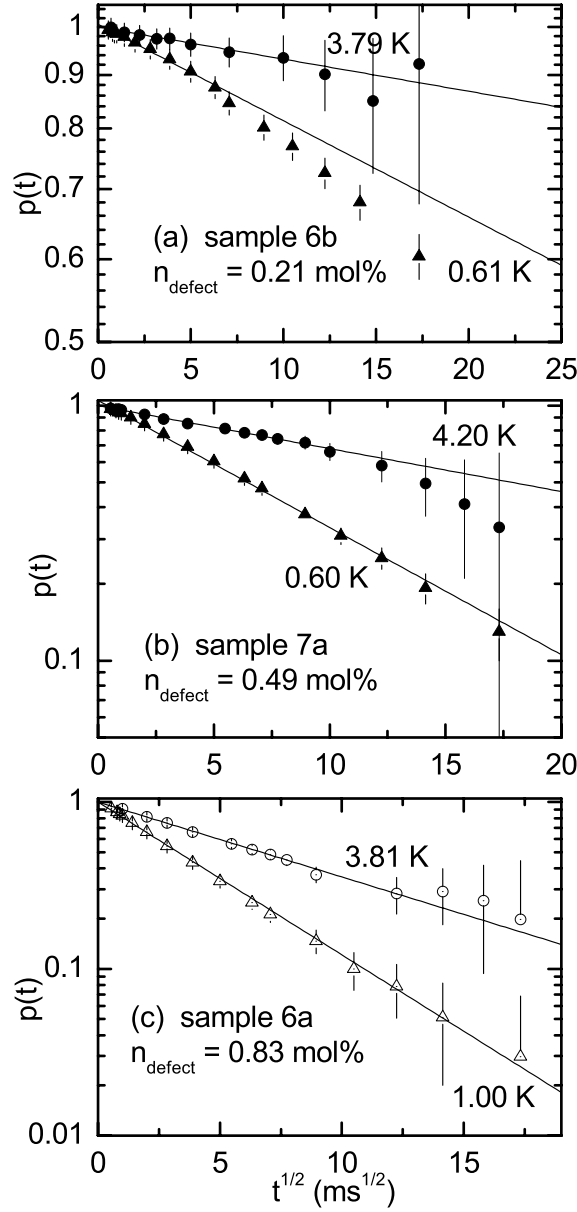 1
0.9
0.8
0.7
0.6
0.5
p(t)
3.79 K
(a) sample 6b
n_defect = 0.21 mol%
0.61 K
0 5 10 15 20 25
1
0.1
p(t)
4.20 K
0.60 K
(b) sample 7a
n_defect = 0.49 mol%
0 5 10 15 20
1
0.1
0.01
p(t)
3.81 K
(c) sample 6a
n_defect = 0.83 mol%
1.00 K
0 5 10 15
t^1/2 (ms^1/2)